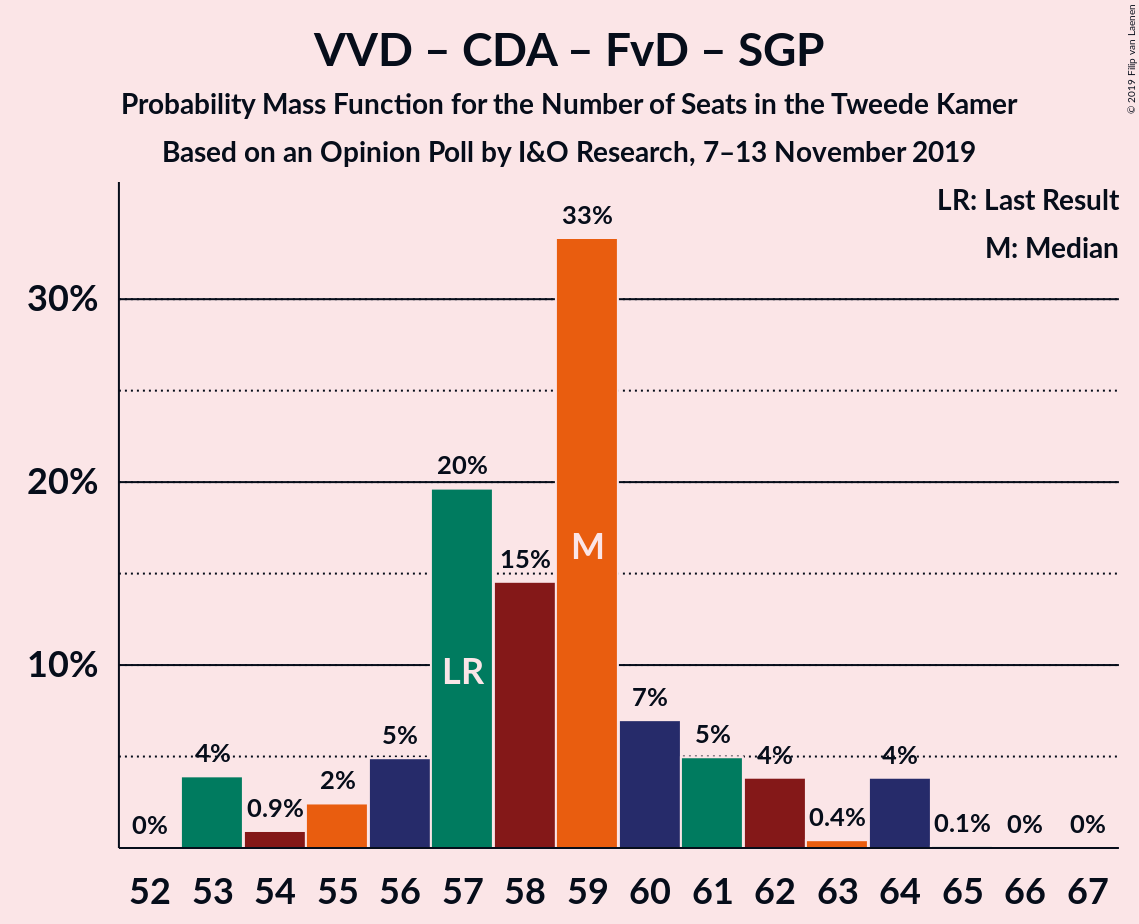 VVD – CDA – FvD – SGP
Probability Mass Function for the Number of Seats in the Tweede Kamer
Based on an Opinion Poll by I&O Research, 7–13 November 2019
© 2019 Filip van Laenen
LR: Last Result
M: Median
30%
20%
10%
0%
4%
0.9%
2%
5%
20%
15%
33%
7%
5%
4%
0.4%
4%
0.1%
0%
0%
LR
M
52 53 54 55 56 57 58 59 60 61 62 63 64 65 66 67